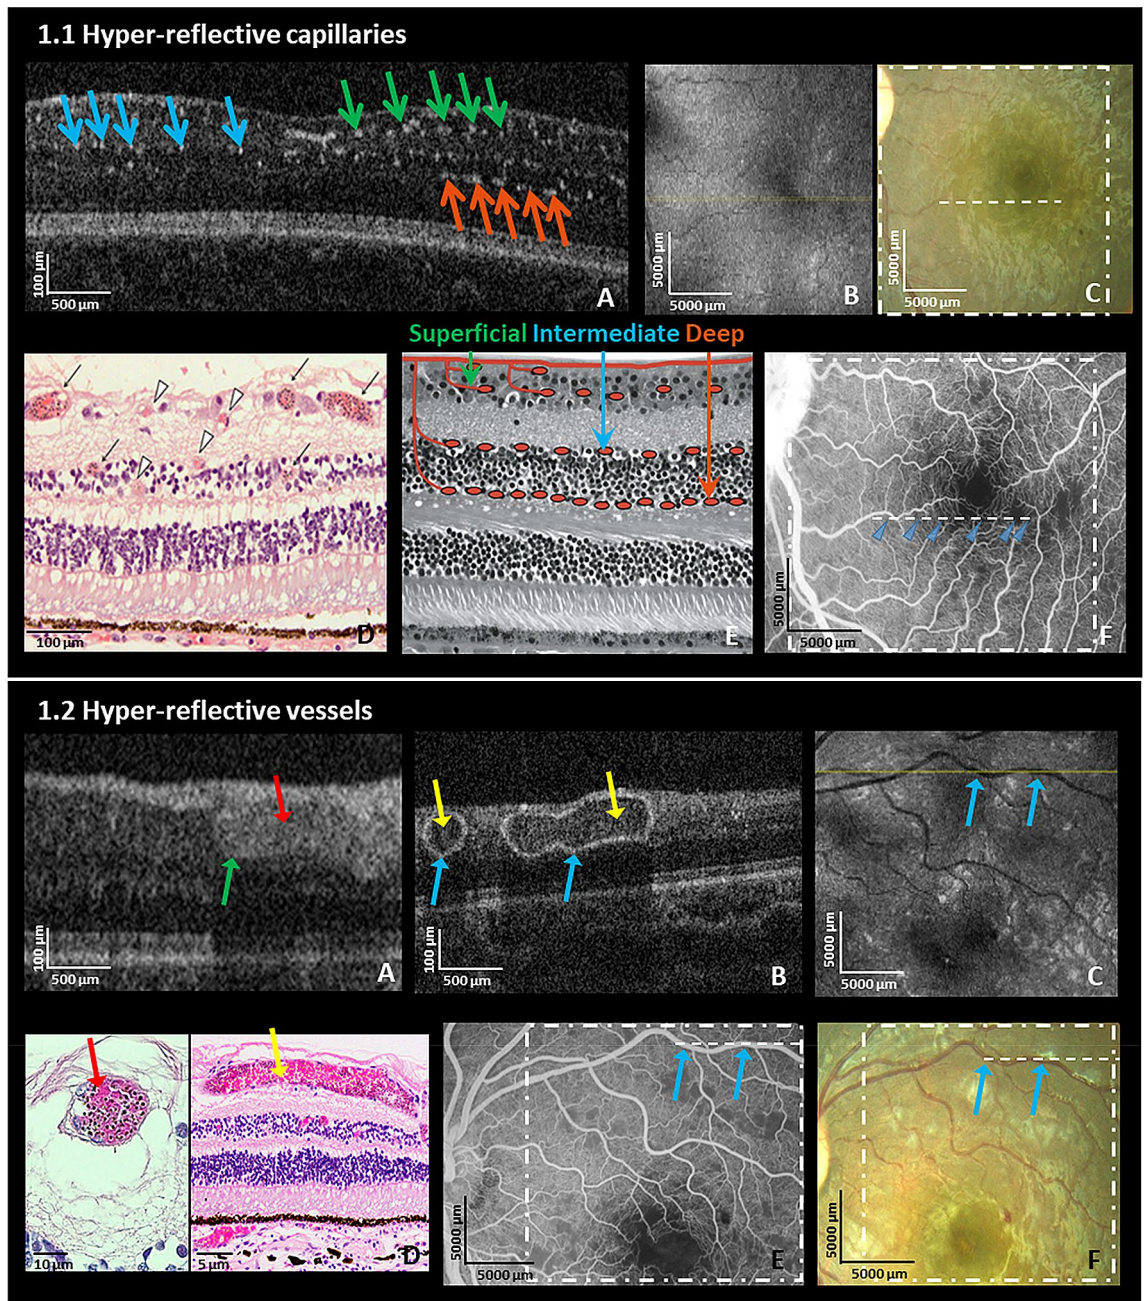 1.1 Hyper-reflective capillaries
100 µm
500 µm
A
5000 µm
5000 µm
B
5000 µm
5000 µm
C
Superficial Intermediate Deep
100 µm
D
E
5000 µm
5000 µm
F
1.2 Hyper-reflective vessels
100 µm
500 µm
A
100 µm
500 µm
B
5000 µm
5000 µm
C
10 µm
5 µm
D
5000 µm
5000 µm
E
5000 µm
5000 µm
F